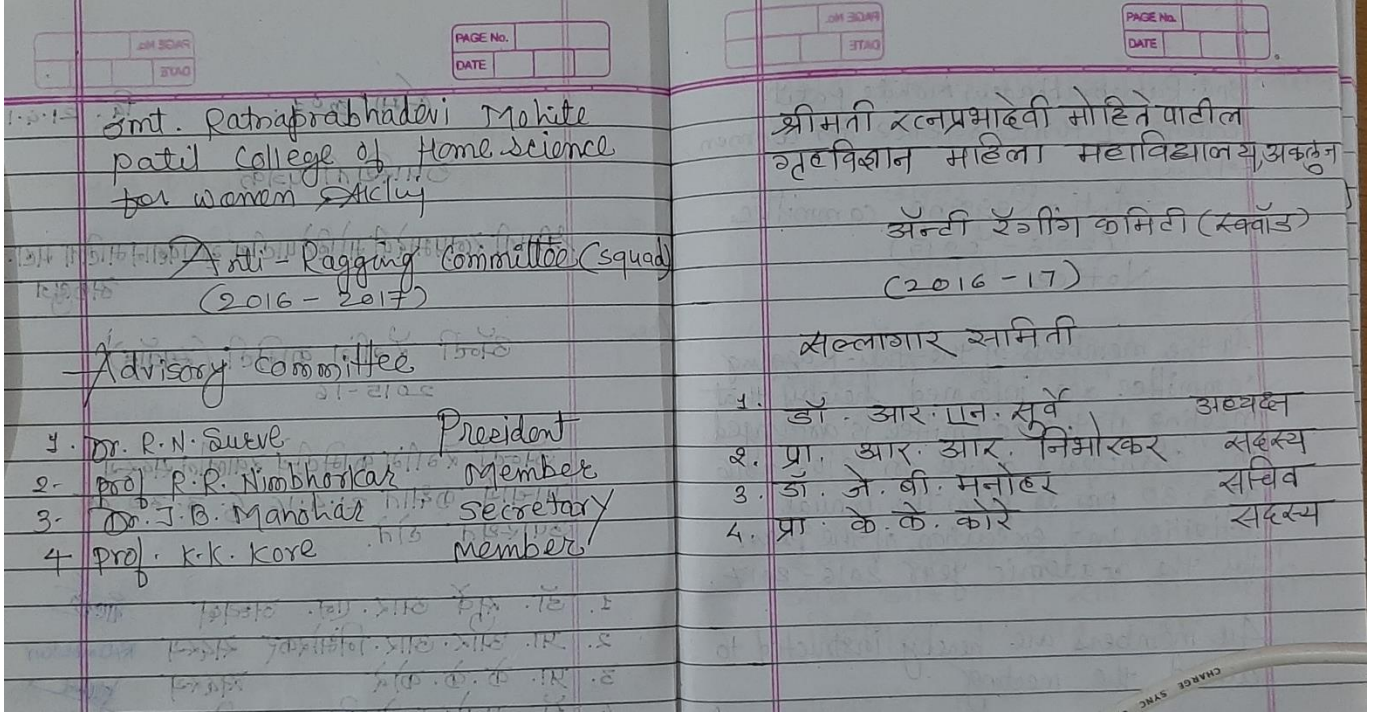 PAGE No.
DATE
Smt. Ratnaprabhadevi Mohite
patil College of Home science
for women Akluj
Anti-Ragging Committee (squad)
(2016 - 2017)
Advisory Committee
1. Dr. R.N. Surve President
2- prof R.R. Nimbhorkar Member
3- Dr. J.B. Manohar secretary
4 prof. K.K. Kore member
PAGE No.
DATE
श्रीमती रत्नप्रभादेवी मोहिते पाटील
गृहविज्ञान महिला महाविद्यालय, अकलुज
ॲन्टी रॅगींग कमिटी (स्क्वॉड)
(2016-17)
सल्लागार समिती
1. डॉ. आर. एन. सुर्वे अध्यक्ष
२. प्रा. आर. आर. निंभोरकर सदस्य
3. डॉ. जे. बी. मनोहर सचिव
4. प्रा. के. के. कोरे सदस्य
CHARGE SYNC